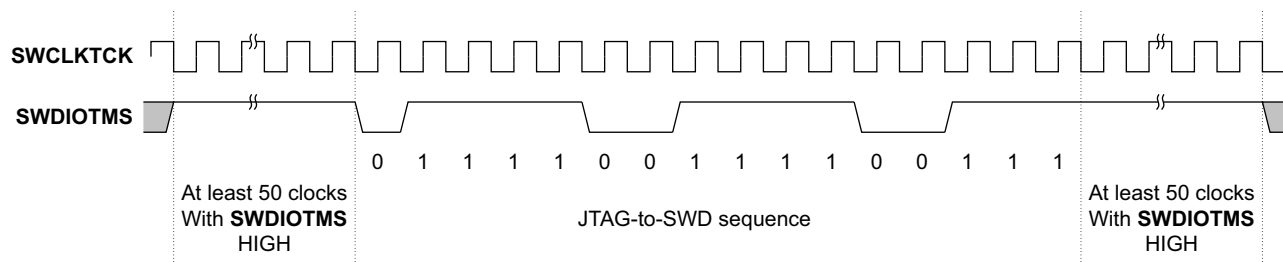 SWCLKTCK
SWDIOTMS
0 1 1 1 1 0 0 1 1 1 1 0 0 1 1 1
At least 50 clocks
With SWDIOTMS
HIGH
JTAG-to-SWD sequence
At least 50 clocks
With SWDIOTMS
HIGH